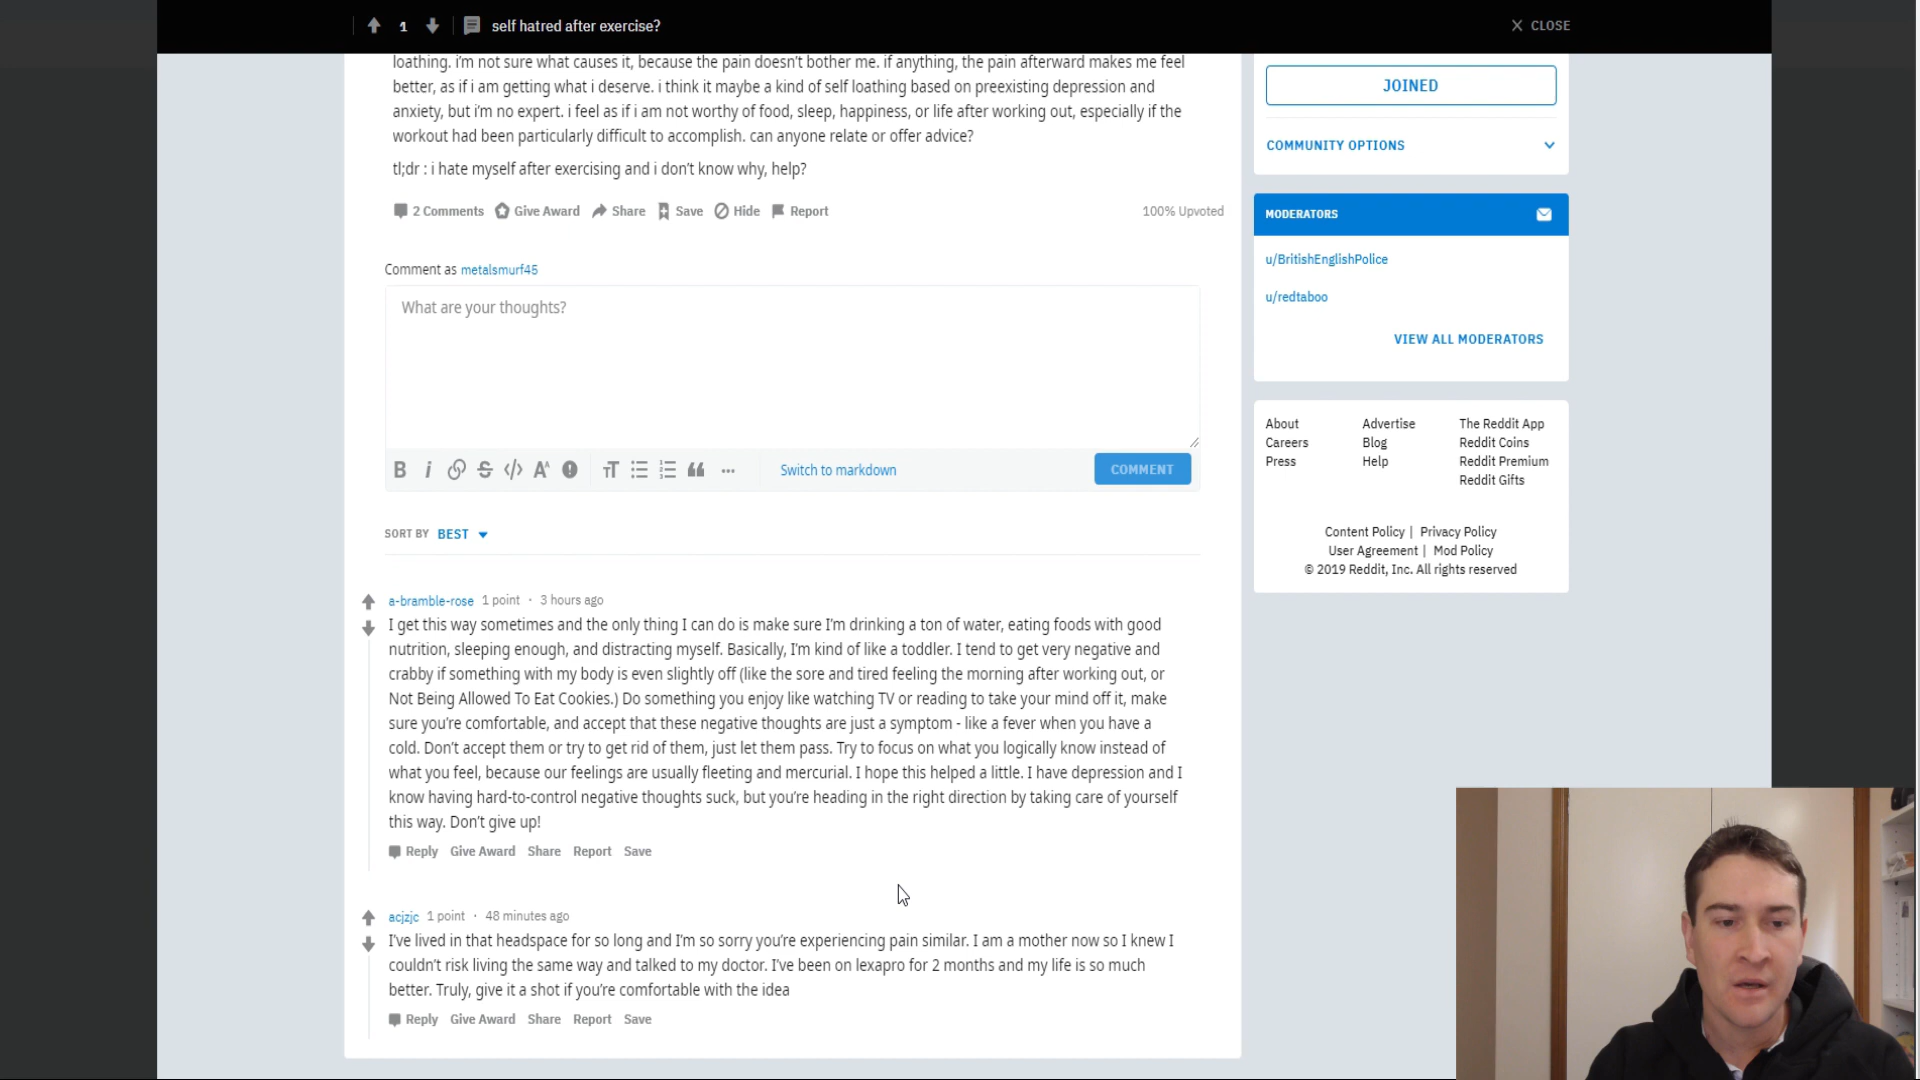 1 self hatred after exercise? CLOSE
loathing. i'm not sure what causes it, because the pain doesn't bother me. if anything, the pain afterward makes me feel
better, as if i am getting what i deserve. i think it maybe a kind of self loathing based on preexisting depression and
anxiety, but i'm no expert. i feel as if i am not worthy of food, sleep, happiness, or life after working out, especially if the
workout had been particularly difficult to accomplish. can anyone relate or offer advice?
tl;dr : i hate myself after exercising and i don't know why, help?
2 Comments Give Award Share Save Hide Report 100% Upvoted
Comment as metalsmurf45
What are your thoughts?
Switch to markdown COMMENT
SORT BY BEST
a-bramble-rose 1 point · 3 hours ago
I get this way sometimes and the only thing I can do is make sure I'm drinking a ton of water, eating foods with good
nutrition, sleeping enough, and distracting myself. Basically, I'm kind of like a toddler. I tend to get very negative and
crabby if something with my body is even slightly off (like the sore and tired feeling the morning after working out, or
Not Being Allowed To Eat Cookies.) Do something you enjoy like watching TV or reading to take your mind off it, make
sure you're comfortable, and accept that these negative thoughts are just a symptom - like a fever when you have a
cold. Don't accept them or try to get rid of them, just let them pass. Try to focus on what you logically know instead of
what you feel, because our feelings are usually fleeting and mercurial. I hope this helped a little. I have depression and I
know having hard-to-control negative thoughts suck, but you're heading in the right direction by taking care of yourself
this way. Don't give up!
Reply Give Award Share Report Save
acjzjc 1 point · 48 minutes ago
I've lived in that headspace for so long and I'm so sorry you're experiencing pain similar. I am a mother now so I knew I
couldn't risk living the same way and talked to my doctor. I've been on lexapro for 2 months and my life is so much
better. Truly, give it a shot if you're comfortable with the idea
Reply Give Award Share Report Save
JOINED
COMMUNITY OPTIONS
MODERATORS
u/BritishEnglishPolice
u/redtaboo
VIEW ALL MODERATORS
About Advertise The Reddit App
Careers Blog Reddit Coins
Press Help Reddit Premium
Reddit Gifts
Content Policy | Privacy Policy
User Agreement | Mod Policy
© 2019 Reddit, Inc. All rights reserved